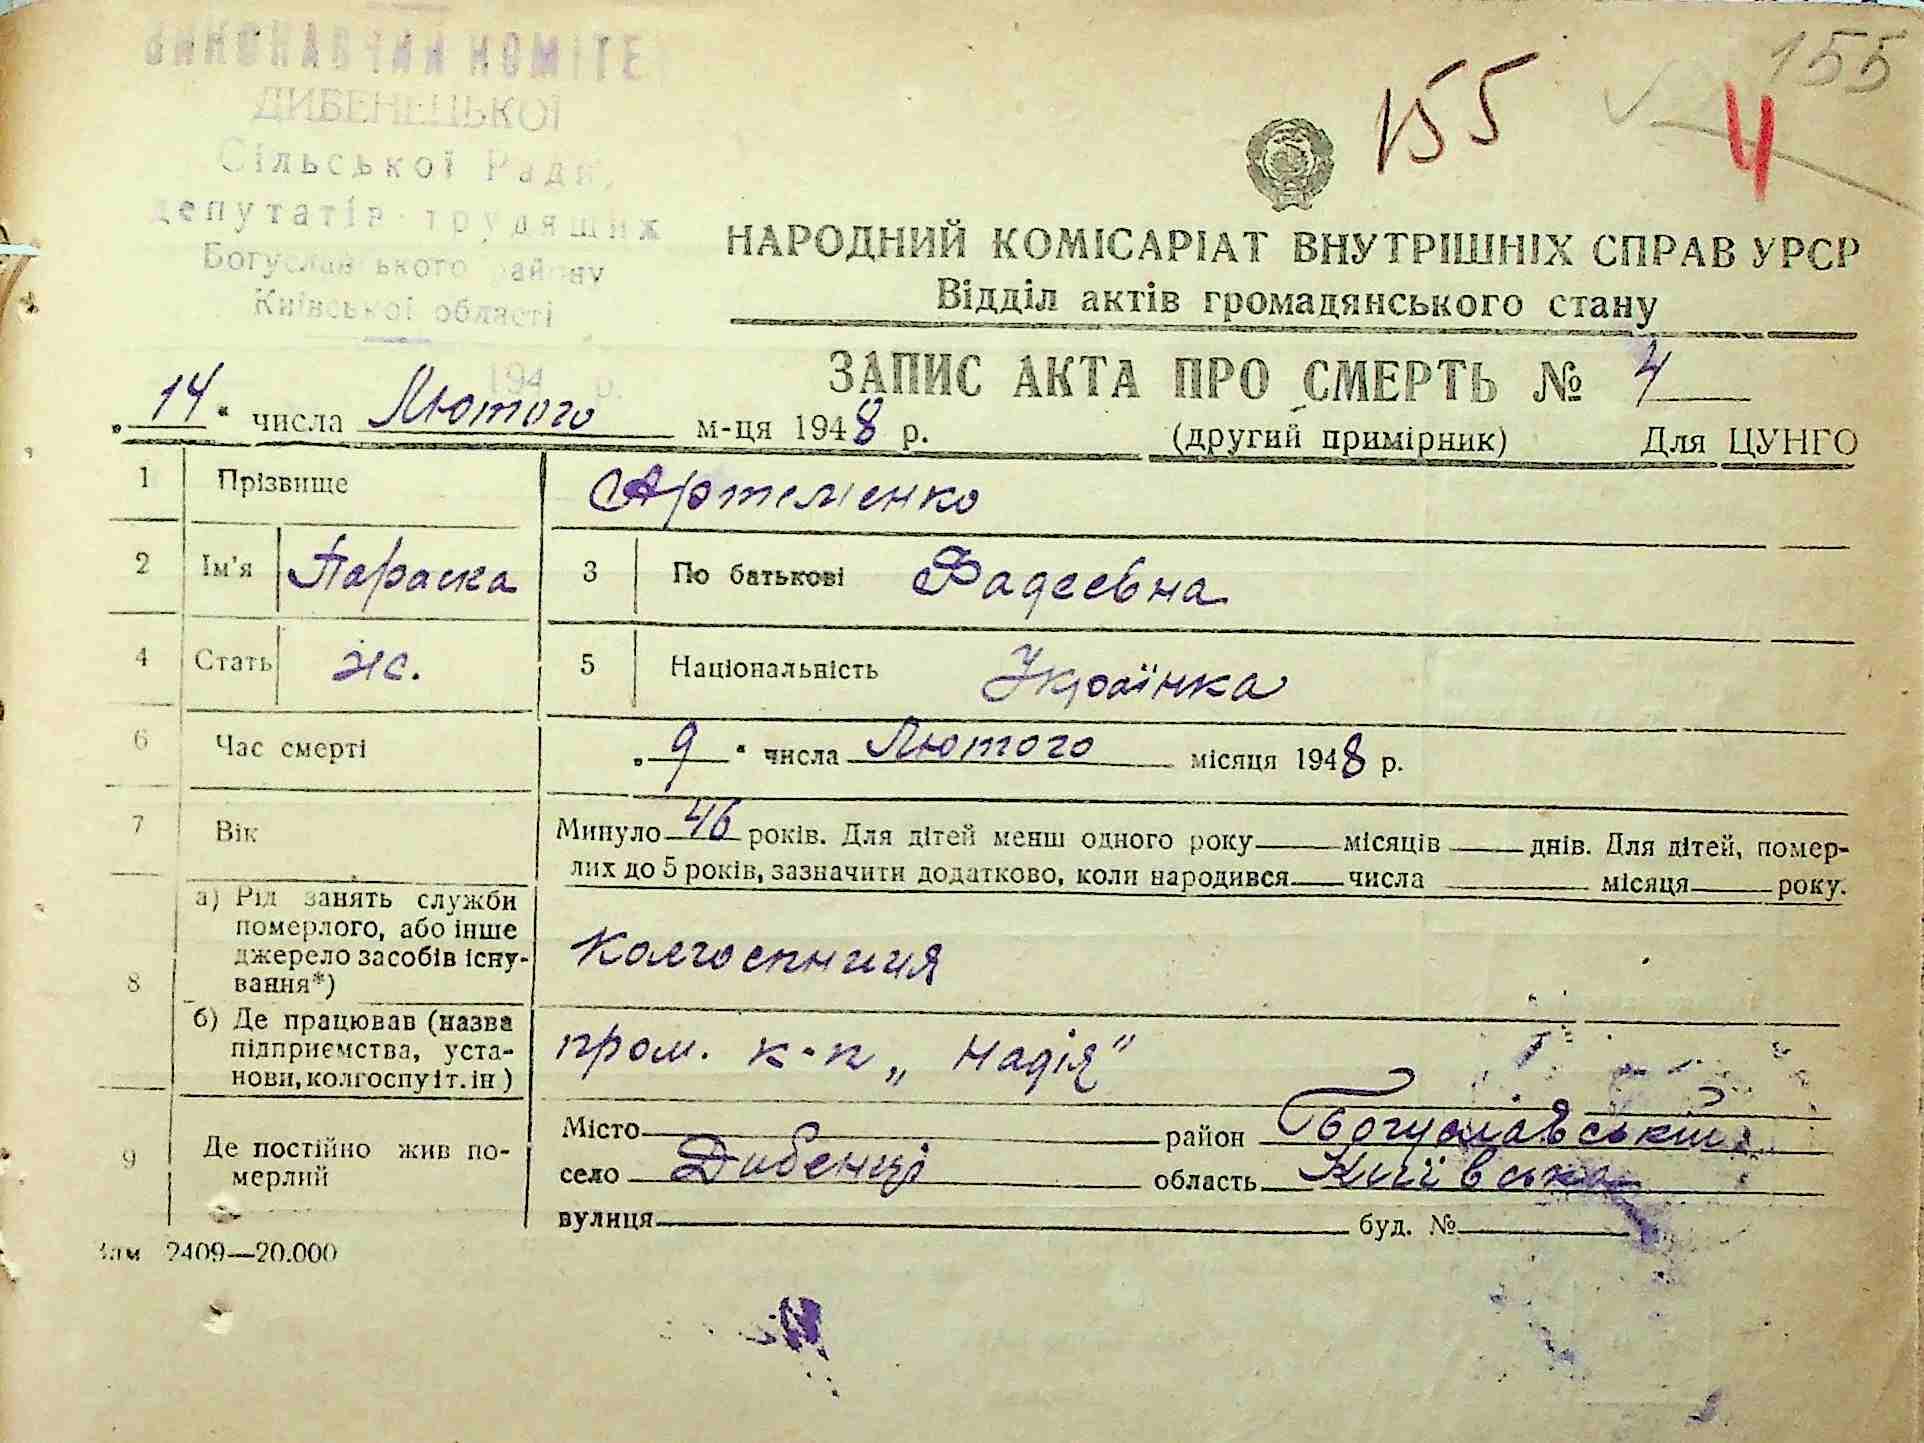 155
155
4
ВИКОНАВЧИЙ КОМІТЕ
ДИБЕНЕЦЬКОЇ
Сільської Ради
депутатів трудящих
Богуславського району
Київської області
194 р.
НАРОДНИЙ КОМІСАРІАТ ВНУТРІШНІХ СПРАВ УРСР
Відділ актів громадянського стану
ЗАПИС АКТА ПРО СМЕРТЬ № 4
„14“ числа Лютого м-ця 1948 р. (другий примірник) Для ЦУНГО
1 Прізвище Артеменко
2 Ім'я Параска 3 По батькові Фадеевна
4 Стать ж. 5 Національність Українка
6 Час смерті „9“ числа Лютого місяця 1948 р.
7 Вік Минуло 46 років. Для дітей менш одного року місяців днів. Для дітей, помер-
лих до 5 років, зазначити додатково, коли народився числа місяця року.
8 а) Рід занять служби
померлого, або інше
джерело засобів існу-
вання*) Колгоспниця
б) Де працював (назва
підприємства, уста-
нови, колгоспу і т. ін) пром. к-п „Надія"
9 Де постійно жив по-
мерлий
Місто район Богуславський
село Дибенці область Київська
вулиця буд. №
Зам 2409—20.000